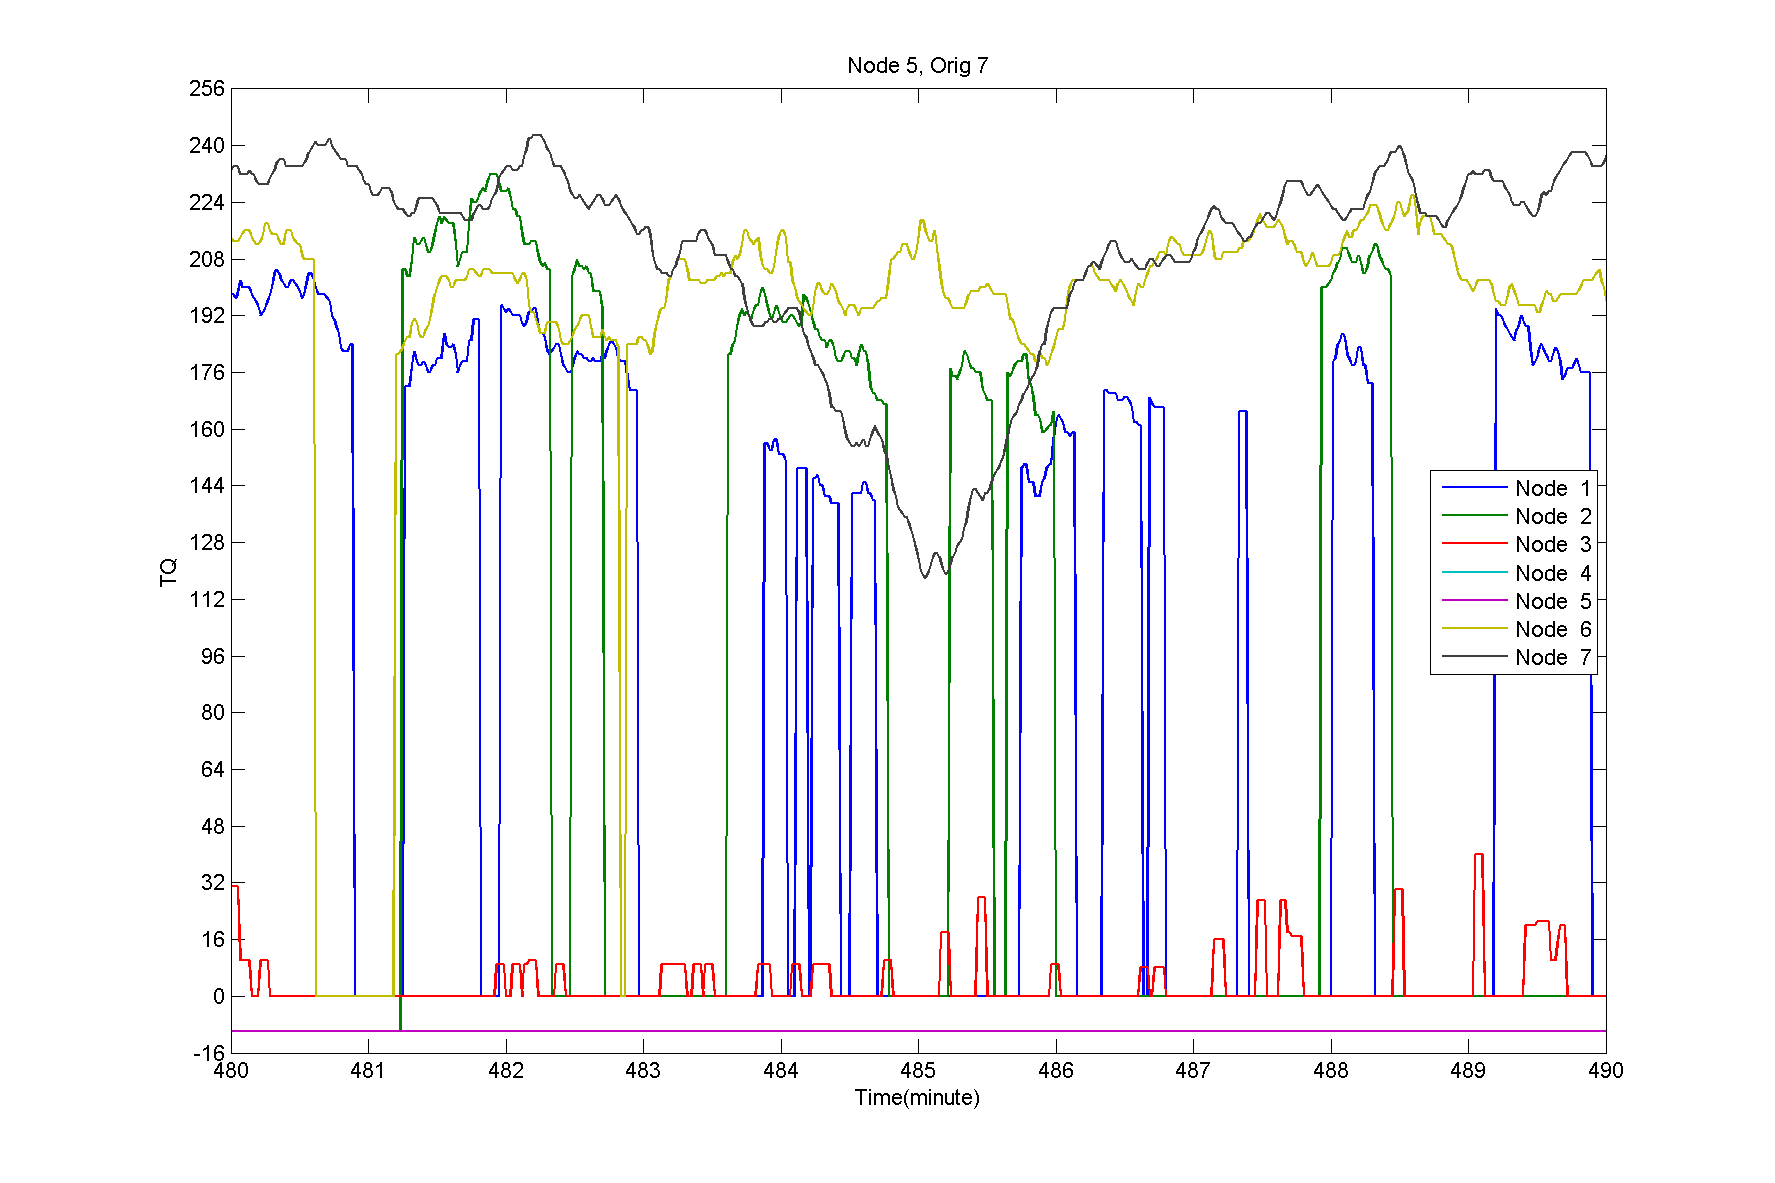 Node 5, Orig 7
256
240
224
208
192
176
160
144
128
112
96
80
64
48
32
16
0
-16
TQ
480 481 482 483 484 485 486 487 488 489 490
Time(minute)
Node 1
Node 2
Node 3
Node 4
Node 5
Node 6
Node 7